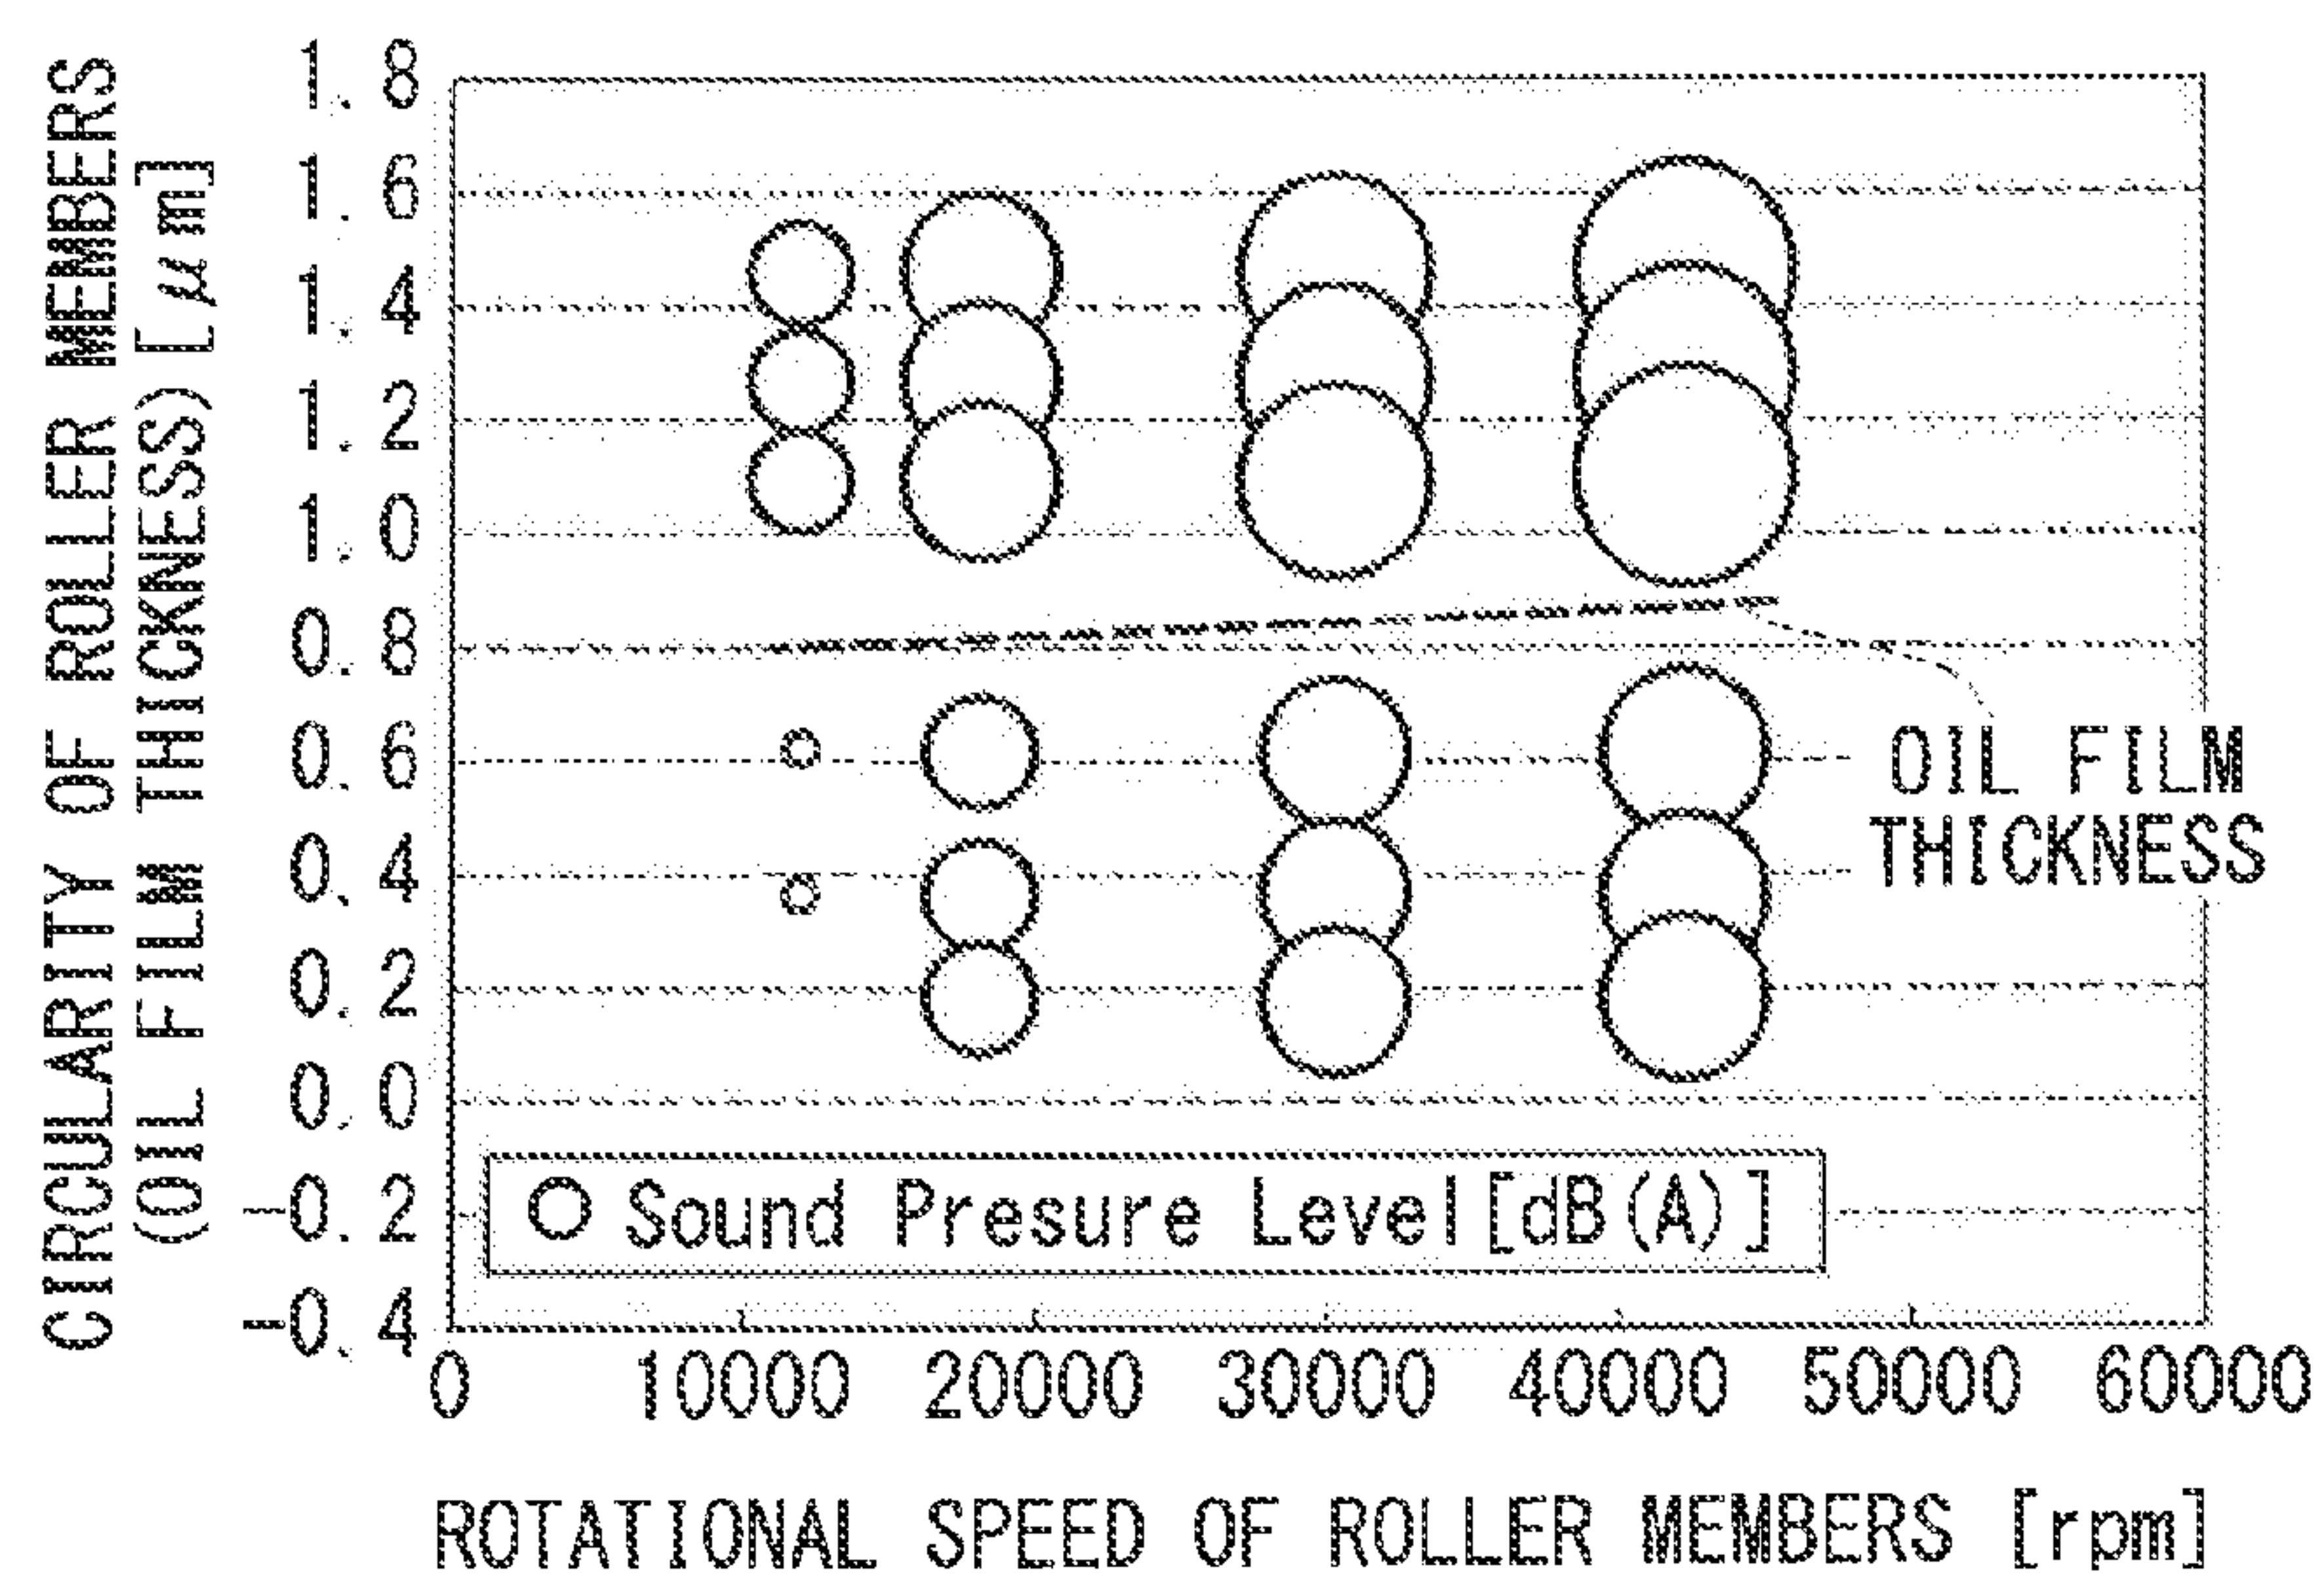 CIRCULARITY OF ROLLER MEMBERS
(OIL FILM THICKNESS)[μm]
1.8
1.6
1.4
1.2
1.0
0.8
0.6
0.4
0.2
0.0
-0.2
-0.4
OIL FILM
THICKNESS
Sound Presure Level[dB(A)]
0 10000 20000 30000 40000 50000 60000
ROTATIONAL SPEED OF ROLLER MEMBERS [rpm]